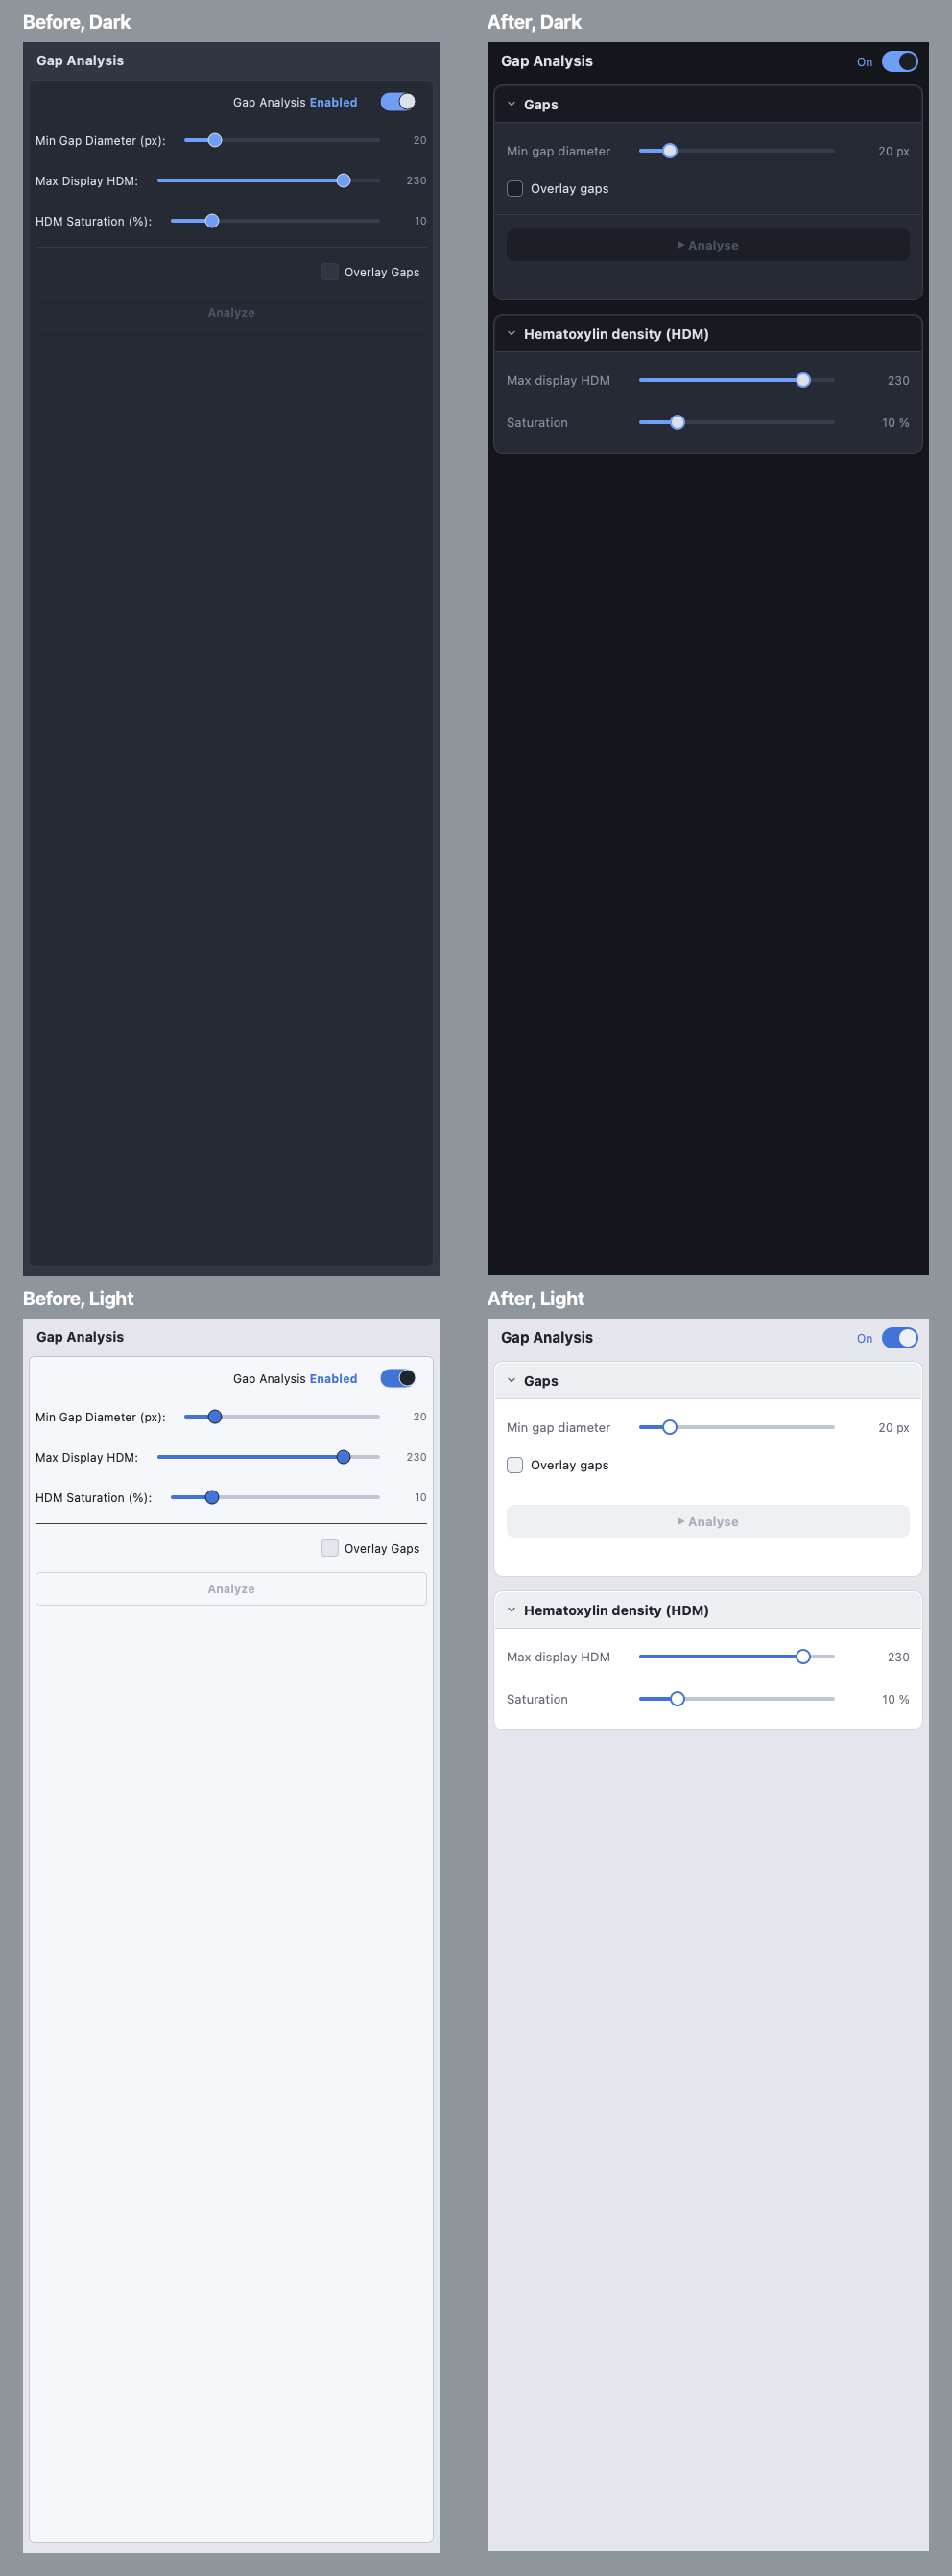 Before, Dark
Gap Analysis
Gap Analysis Enabled
Min Gap Diameter (px): 20
Max Display HDM: 230
HDM Saturation (%): 10
Overlay Gaps
Analyze
After, Dark
Gap Analysis On
Gaps
Min gap diameter 20 px
Overlay gaps
Analyse
Hematoxylin density (HDM)
Max display HDM 230
Saturation 10 %
Before, Light
Gap Analysis
Gap Analysis Enabled
Min Gap Diameter (px): 20
Max Display HDM: 230
HDM Saturation (%): 10
Overlay Gaps
Analyze
After, Light
Gap Analysis On
Gaps
Min gap diameter 20 px
Overlay gaps
Analyse
Hematoxylin density (HDM)
Max display HDM 230
Saturation 10 %